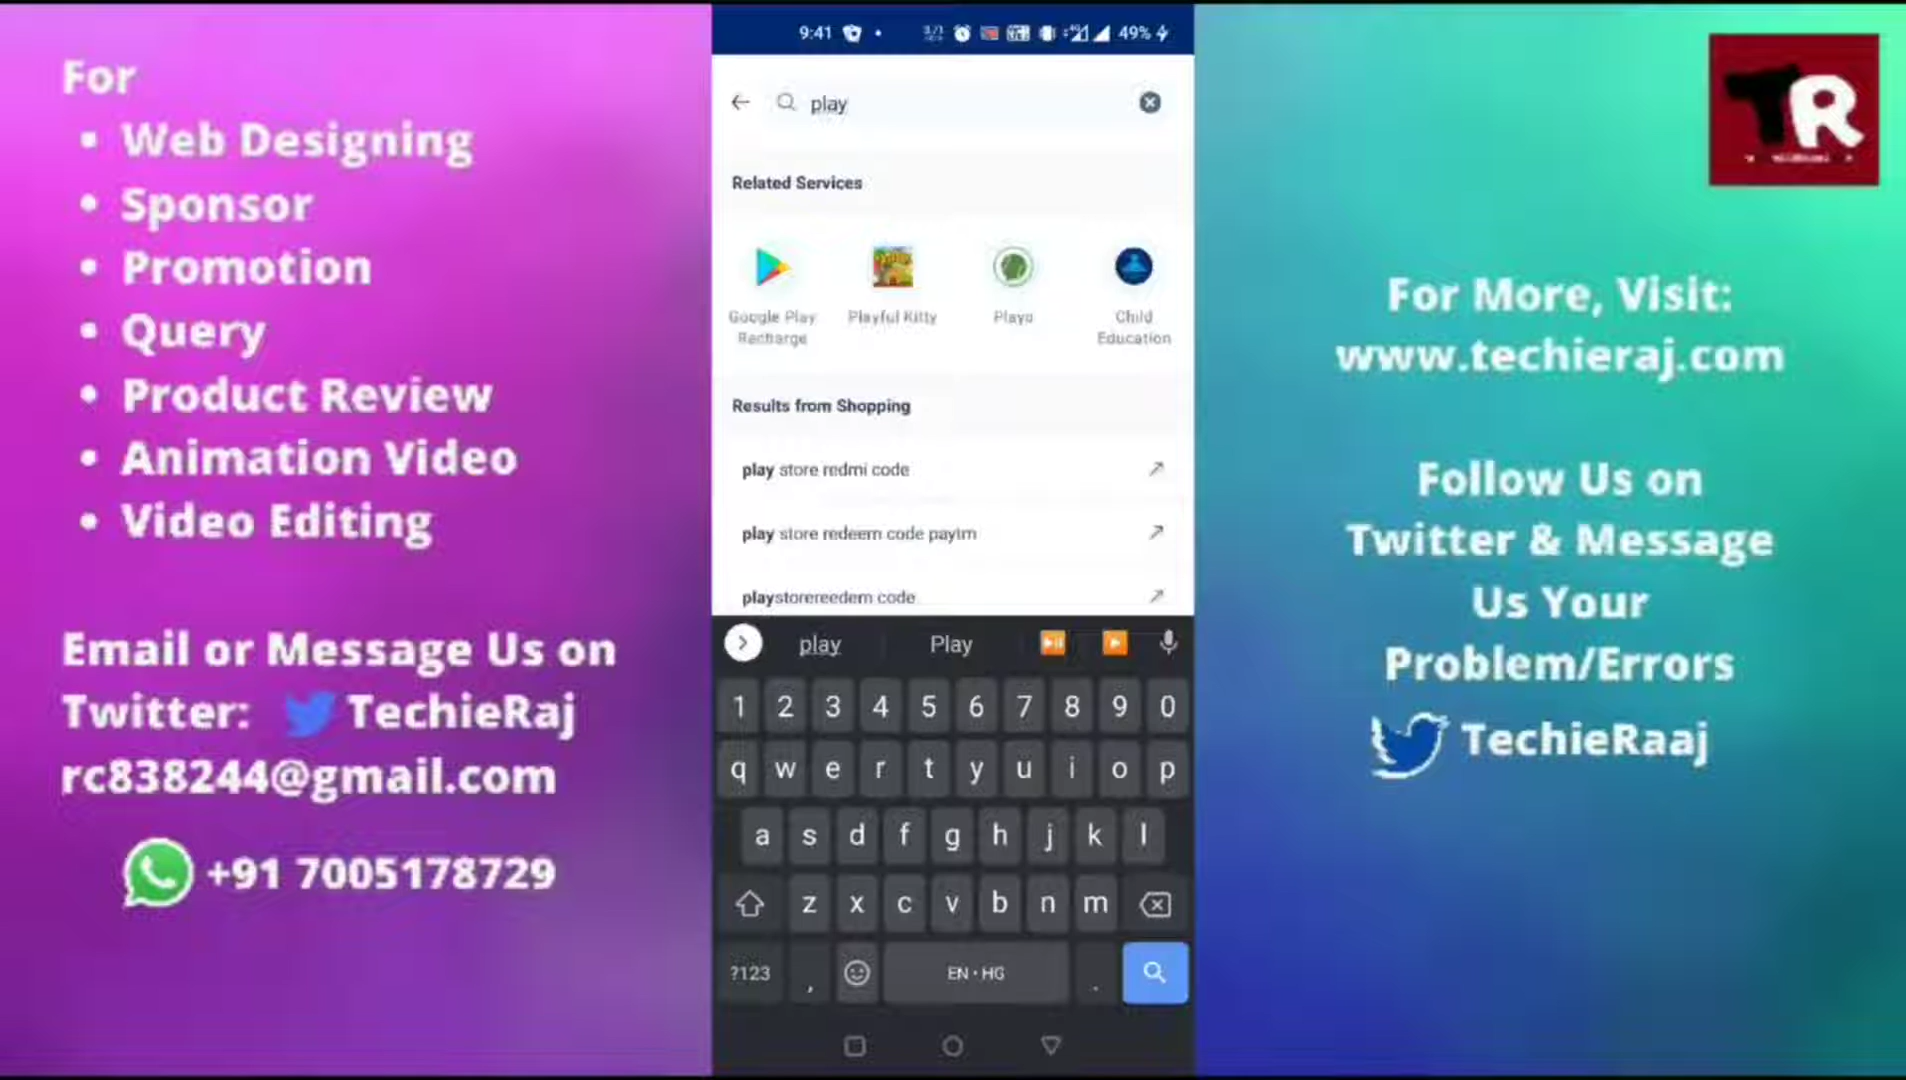 For
• Web Designing
• Sponsor
• Promotion
• Query
• Product Review
• Animation Video
• Video Editing
Email or Message Us on
Twitter: TechieRaj
rc838244@gmail.com
+91 7005178729
9:41
49%
play
Related Services
Google Play Recharge
Playful Kitty
Playo
Child Education
Results from Shopping
play store redmi code
play store redeem code paytm
playstorereedem code
play Play
1 2 3 4 5 6 7 8 9 0
q w e r t y u i o p
a s d f g h j k l
z x c v b n m
?123 , EN • HG .
TR
For More, Visit:
www.techieraj.com
Follow Us on
Twitter & Message
Us Your
Problem/Errors
TechieRaaj